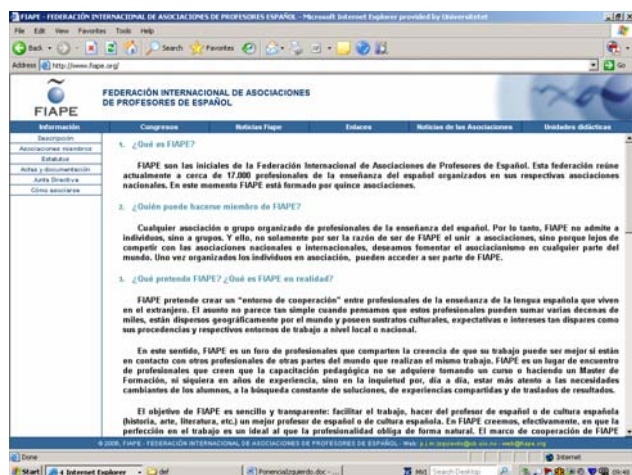 FIAPE - FEDERACIÓN INTERNACIONAL DE ASOCIACIONES DE PROFESORES ESPAÑOL - Microsoft Internet Explorer provided by Universitetet
File Edit View Favorites Tools Help
Back Search Favorites
Address http://www.fiape.org/ Go
FIAPE
FEDERACIÓN INTERNACIONAL DE ASOCIACIONES
DE PROFESORES DE ESPAÑOL
Información Congresos Noticias Fiape Enlaces Noticias de las Asociaciones Unidades didácticas
Descripción
Asociaciones miembros
Estatutos
Actas y documentación
Junta Directiva
Cómo asociarse
1. ¿Qué es FIAPE?
FIAPE son las iniciales de la Federación Internacional de Asociaciones de Profesores de Español. Esta federación reúne
actualmente a cerca de 17.000 profesionales de la enseñanza del español organizados en sus respectivas asociaciones
nacionales. En este momento FIAPE está formado por quince asociaciones.
2. ¿Quién puede hacerse miembro de FIAPE?
Cualquier asociación o grupo organizado de profesionales de la enseñanza del español. Por lo tanto, FIAPE no admite a
individuos, sino a grupos. Y ello, no solamente por ser la razón de ser de FIAPE el unir a asociaciones, sino porque lejos de
competir con las asociaciones nacionales o internacionales, deseamos fomentar el asociacionismo en cualquier parte del
mundo. Una vez organizados los individuos en asociación, pueden acceder a ser parte de FIAPE.
3. ¿Qué pretende FIAPE? ¿Qué es FIAPE en realidad?
FIAPE pretende crear un "entorno de cooperación" entre profesionales de la enseñanza de la lengua española que viven
en el extranjero. El asunto no parece tan simple cuando pensamos que estos profesionales pueden sumar varias decenas de
miles, están dispersos geográficamente por el mundo y poseen sustratos culturales, expectativas e intereses tan dispares como
sus procedencias y respectivos entornos de trabajo a nivel local o nacional.
En este sentido, FIAPE es un foro de profesionales que comparten la creencia de que su trabajo puede ser mejor si están
en contacto con otros profesionales de otras partes del mundo que realizan el mismo trabajo. FIAPE es un lugar de encuentro
de profesionales que creen que la capacitación pedagógica no se adquiere tomando un curso o haciendo un Master de
Formación, ni siquiera en años de experiencia, sino en la inquietud por, día a día, estar más atento a las necesidades
cambiantes de los alumnos, a la búsqueda constante de soluciones, de experiencias compartidas y de traslados de resultados.
El objetivo de FIAPE es sencillo y transparente: facilitar el trabajo, hacer del profesor de español o de cultura española
(historia, arte, literatura, etc.) un mejor profesor de español o de cultura española. En FIAPE creemos, efectivamente, en que la
perfección en el trabajo es un ideal al que la profesionalidad obliga de forma natural. El marco de cooperación de FIAPE
FIAPE - FEDERACIÓN INTERNACIONAL DE ASOCIACIONES DE PROFESORES DE ESPAÑOL - Web:
Done Internet
Start 4 Internet Explorer def PonenciaIzquierdo.doc - ... Search Desktop